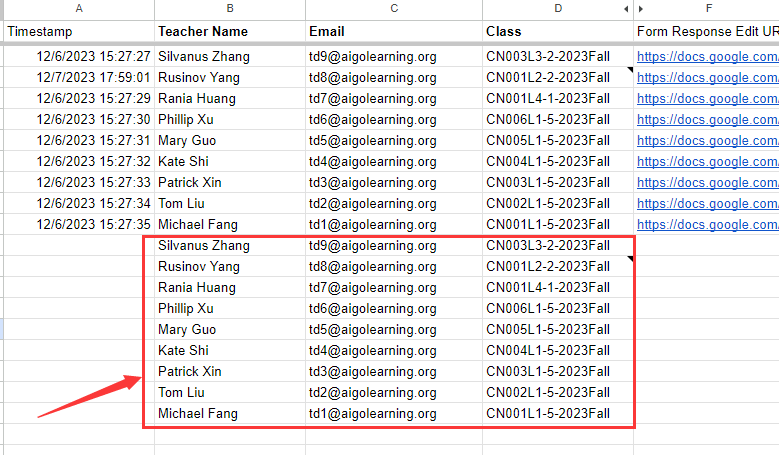 A B C D F
Timestamp Teacher Name Email Class Form Response Edit UR
12/6/2023 15:27:27 Silvanus Zhang td9@aigolearning.org CN003L3-2-2023Fall https://docs.google.com/
12/7/2023 17:59:01 Rusinov Yang td8@aigolearning.org CN001L2-2-2023Fall https://docs.google.com/
12/6/2023 15:27:29 Rania Huang td7@aigolearning.org CN001L4-1-2023Fall https://docs.google.com/
12/6/2023 15:27:30 Phillip Xu td6@aigolearning.org CN006L1-5-2023Fall https://docs.google.com/
12/6/2023 15:27:31 Mary Guo td5@aigolearning.org CN005L1-5-2023Fall https://docs.google.com/
12/6/2023 15:27:32 Kate Shi td4@aigolearning.org CN004L1-5-2023Fall https://docs.google.com/
12/6/2023 15:27:33 Patrick Xin td3@aigolearning.org CN003L1-5-2023Fall https://docs.google.com/
12/6/2023 15:27:34 Tom Liu td2@aigolearning.org CN002L1-5-2023Fall https://docs.google.com/
12/6/2023 15:27:35 Michael Fang td1@aigolearning.org CN001L1-5-2023Fall https://docs.google.com/
Silvanus Zhang td9@aigolearning.org CN003L3-2-2023Fall
Rusinov Yang td8@aigolearning.org CN001L2-2-2023Fall
Rania Huang td7@aigolearning.org CN001L4-1-2023Fall
Phillip Xu td6@aigolearning.org CN006L1-5-2023Fall
Mary Guo td5@aigolearning.org CN005L1-5-2023Fall
Kate Shi td4@aigolearning.org CN004L1-5-2023Fall
Patrick Xin td3@aigolearning.org CN003L1-5-2023Fall
Tom Liu td2@aigolearning.org CN002L1-5-2023Fall
Michael Fang td1@aigolearning.org CN001L1-5-2023Fall